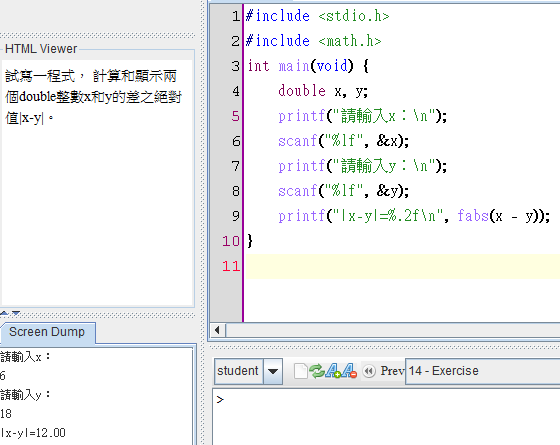 HTML Viewer
試寫一程式， 計算和顯示兩
個double整數x和y的差之絕對
值|x-y|。
Screen Dump
請輸入x：
6
請輸入y：
18
|x-y|=12.00
1 #include <stdio.h>
2 #include <math.h>
3 int main(void) {
4     double x, y;
5     printf("請輸入x：\n");
6     scanf("%lf", &x);
7     printf("請輸入y：\n");
8     scanf("%lf", &y);
9     printf("|x-y|=%.2f\n", fabs(x - y));
10 }
11
student Prev 14 - Exercise
>